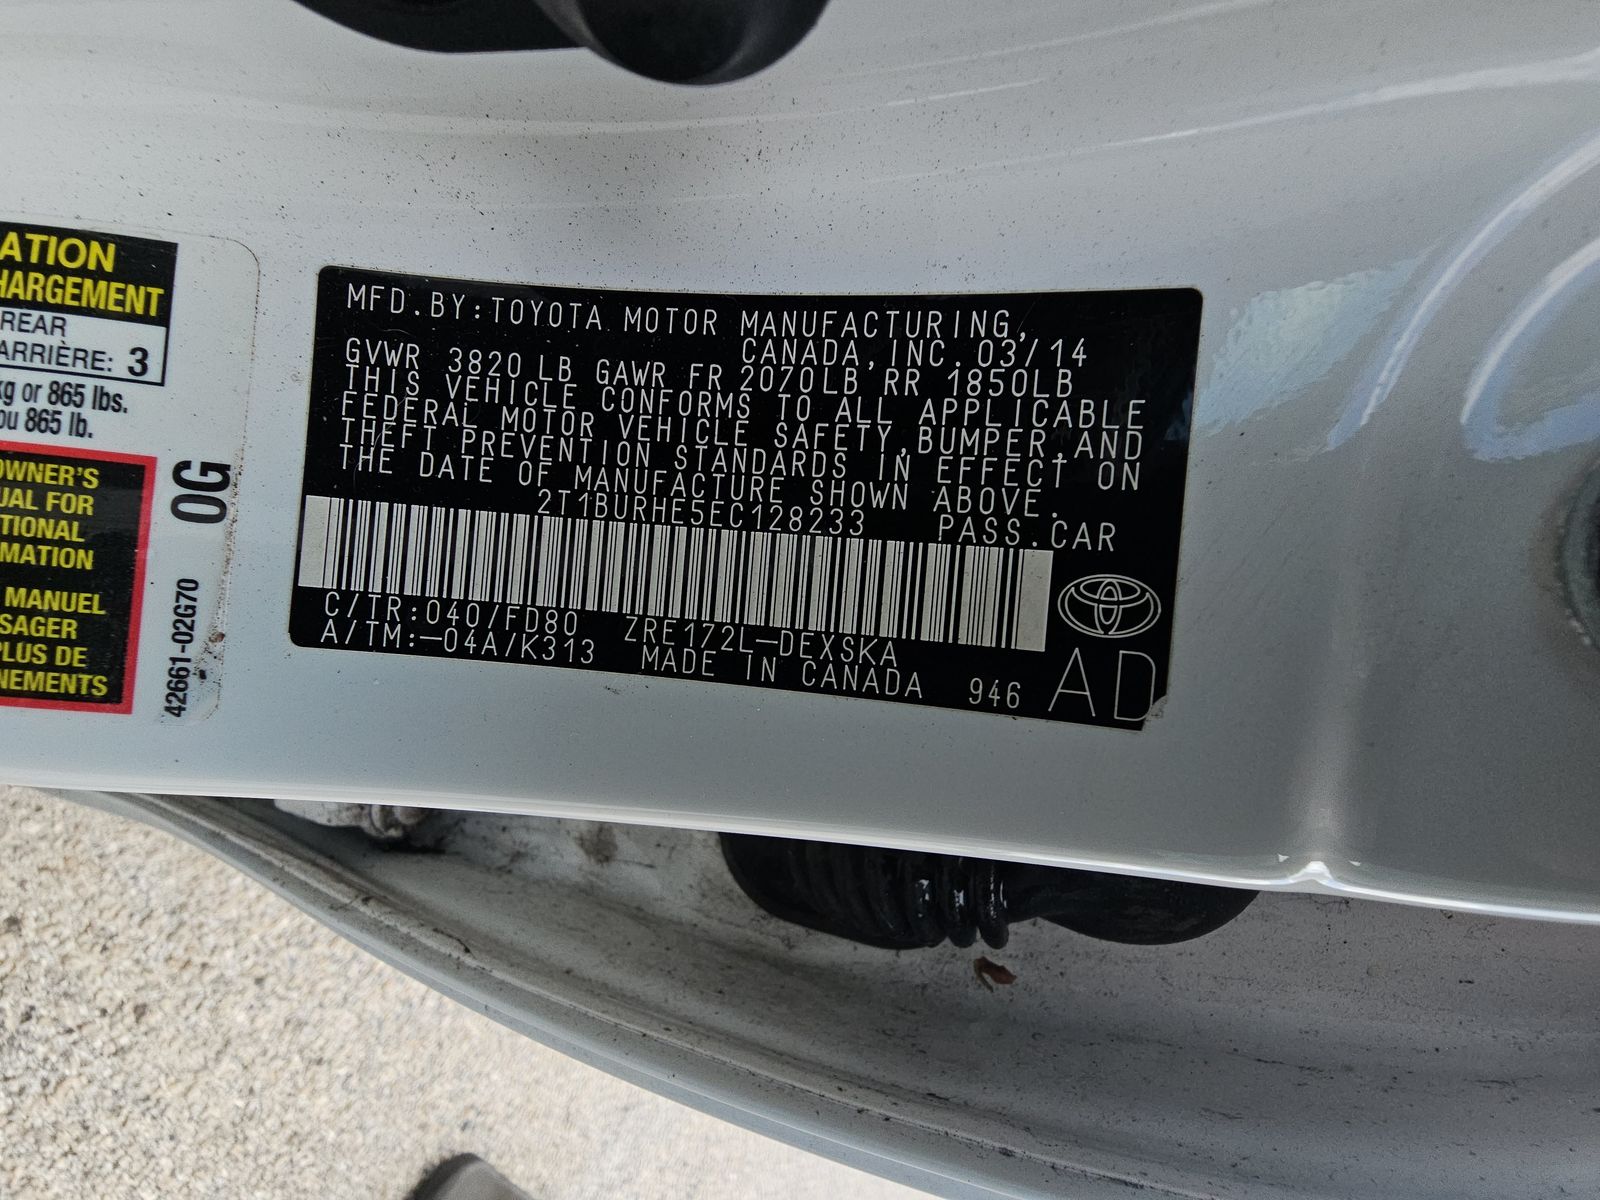 ATION
HARGEMENT
REAR
ARRIÈRE: 3
kg or 865 lbs.
ou 865 lb.
OWNER'S
UAL FOR
TIONAL
MATION
MANUEL
SAGER
PLUS DE
NEMENTS
0G
42661-02G70
MFD.BY:TOYOTA MOTOR MANUFACTURING,
CANADA,INC. 03/14
GVWR 3820 LB GAWR FR 2070LB RR 1850LB
THIS VEHICLE CONFORMS TO ALL APPLICABLE
FEDERAL MOTOR VEHICLE SAFETY,BUMPER,AND
THEFT PREVENTION STANDARDS IN EFFECT ON
THE DATE OF MANUFACTURE SHOWN ABOVE.
2T1BURHE5EC128233 PASS.CAR
C/TR:040/FD80 ZRE172L-DEXSKA
A/TM:-04A/K313 MADE IN CANADA 946 AD